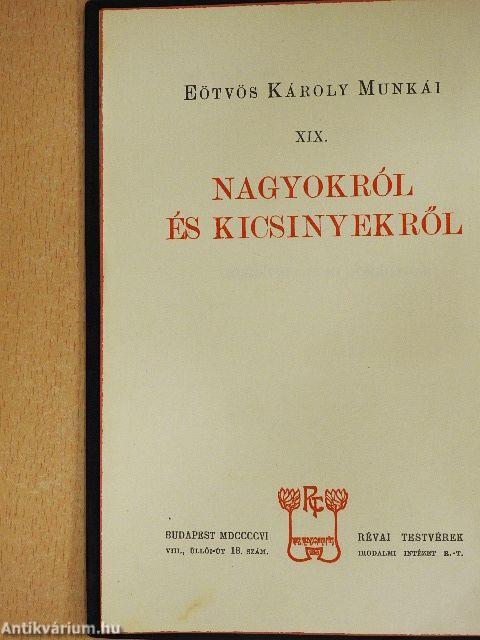 EÖTVÖS KÁROLY MUNKÁI
XIX.
NAGYOKRÓL
ÉS KICSINYEKRŐL
BUDAPEST MDCCCCVI
VIII., ÜLLŐI-ÚT 18. SZÁM.
RÉVAI TESTVÉREK
IRODALMI INTÉZET R.-T.
Antikvárium.hu